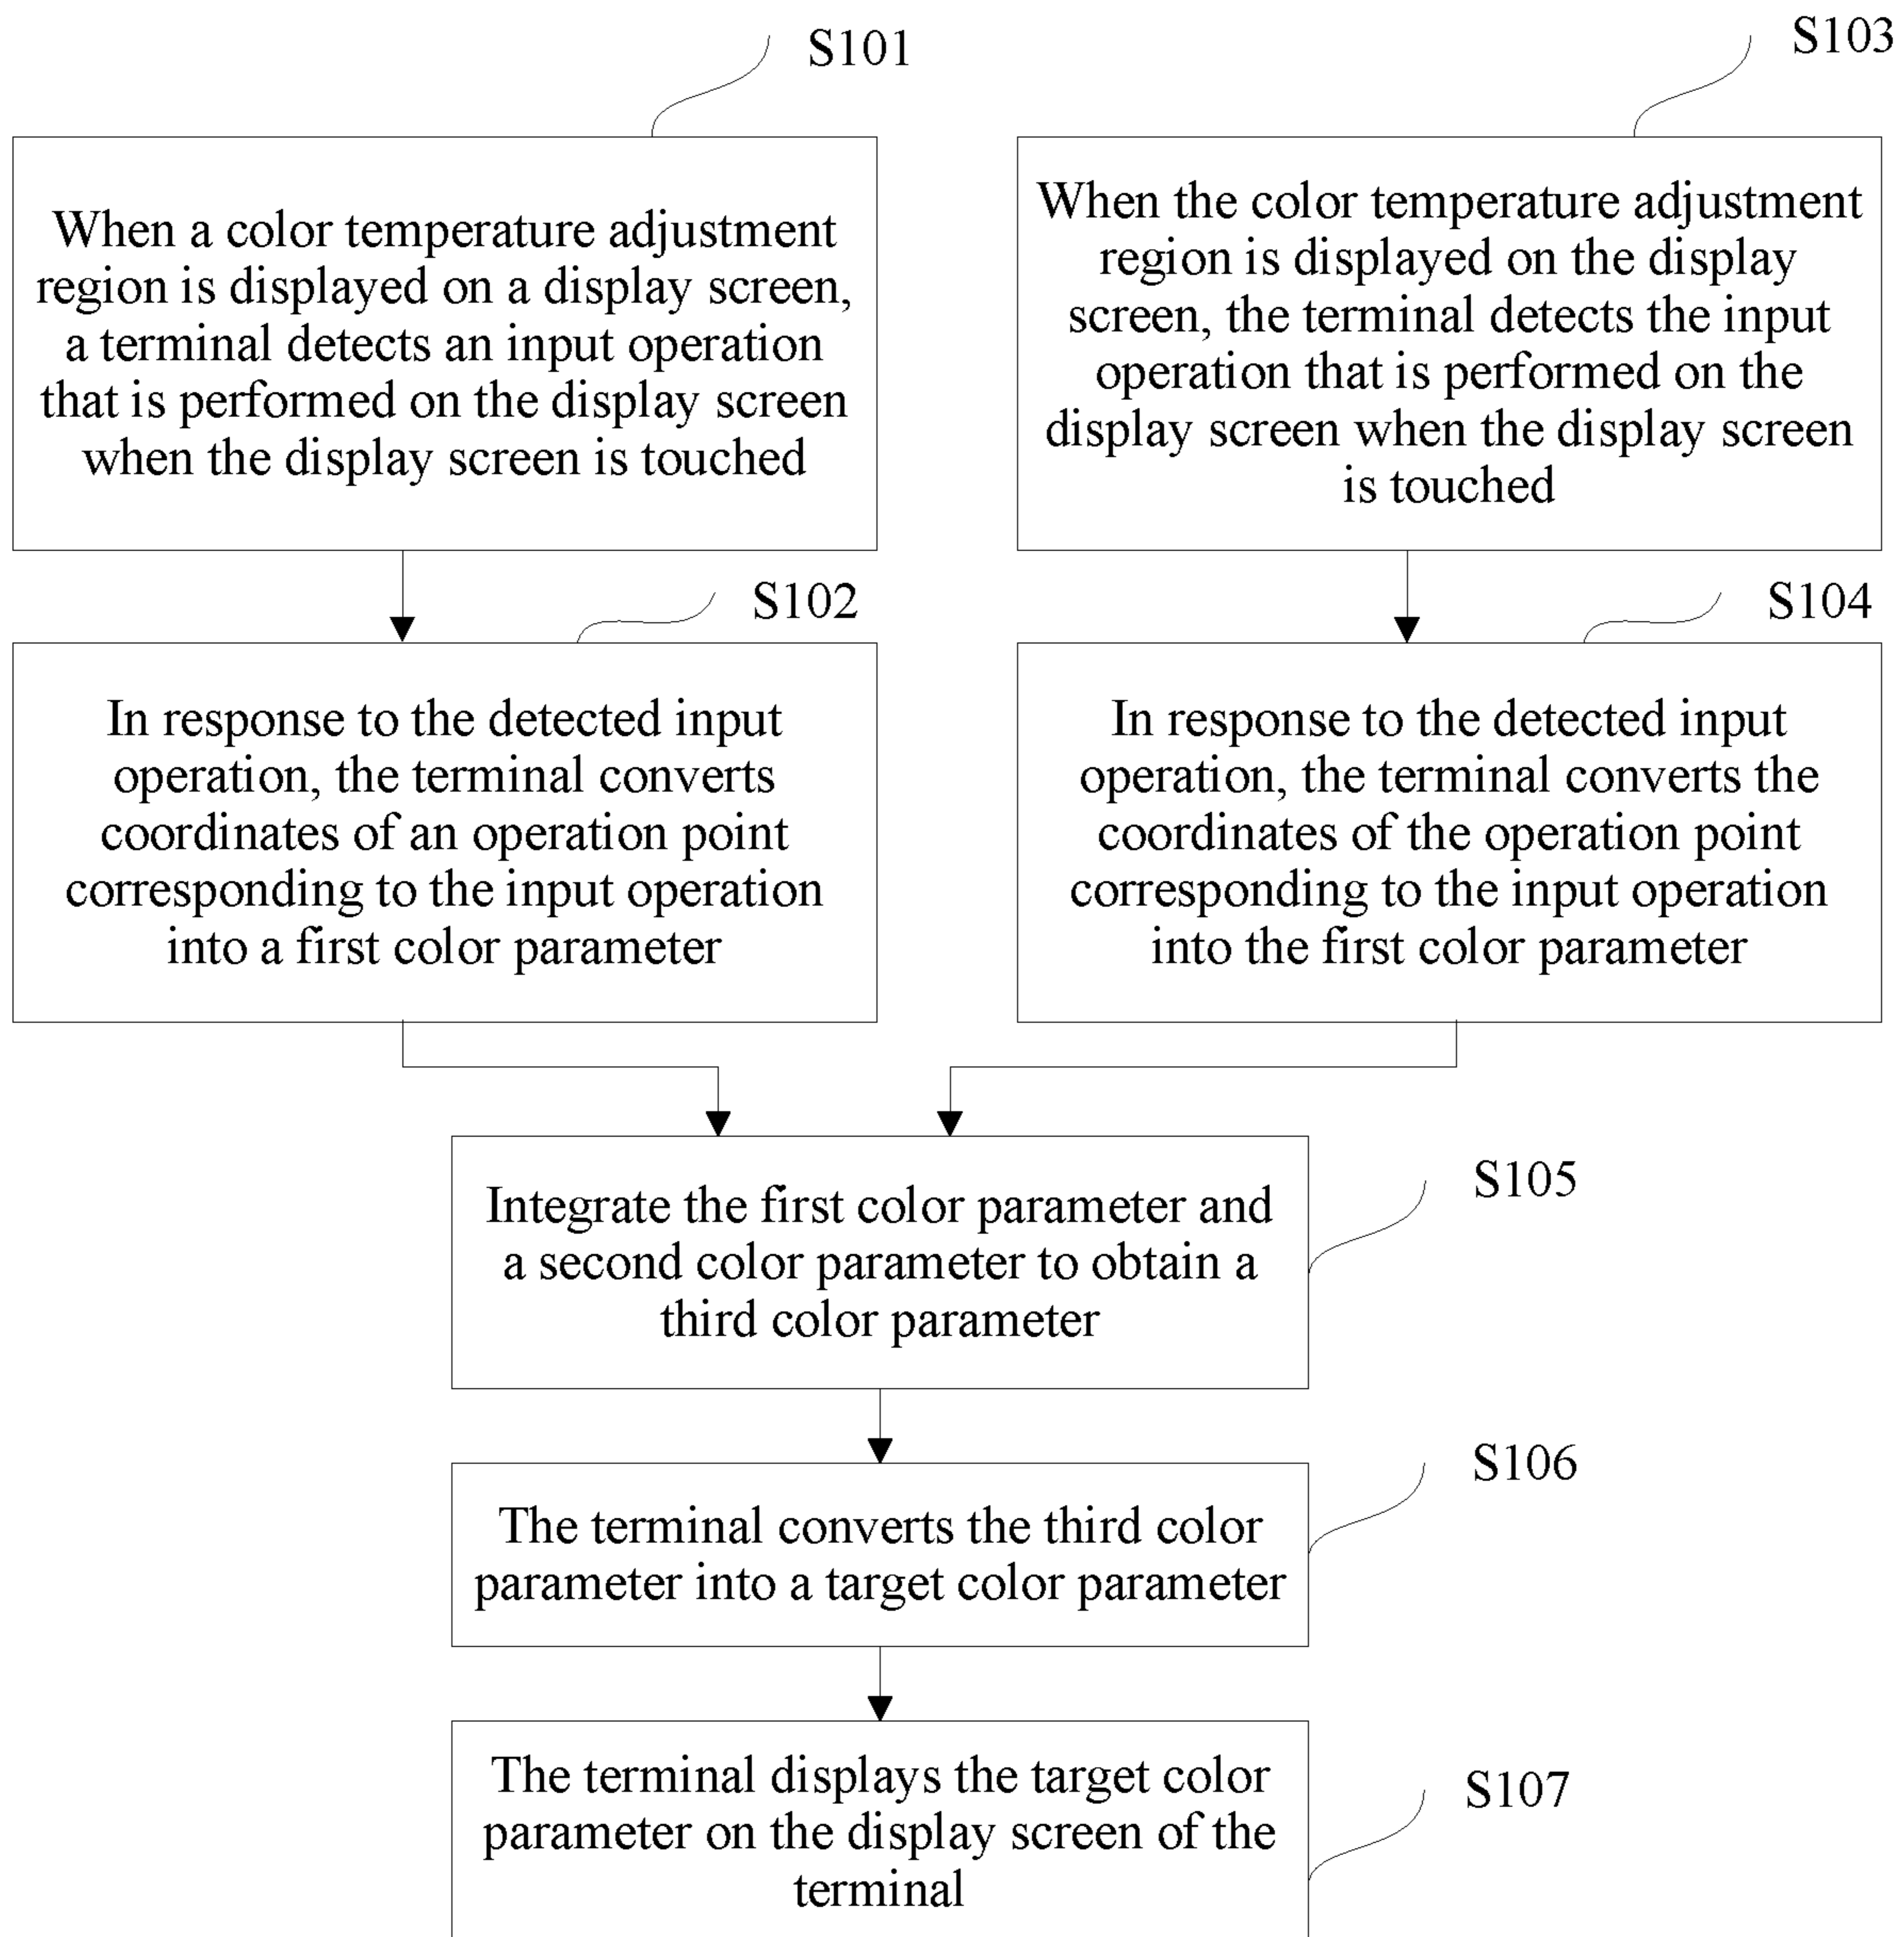 S101
When a color temperature adjustment
region is displayed on a display screen,
a terminal detects an input operation
that is performed on the display screen
when the display screen is touched
S103
When the color temperature adjustment
region is displayed on the display
screen, the terminal detects the input
operation that is performed on the
display screen when the display screen
is touched
S102
In response to the detected input
operation, the terminal converts
coordinates of an operation point
corresponding to the input operation
into a first color parameter
S104
In response to the detected input
operation, the terminal converts the
coordinates of the operation point
corresponding to the input operation
into the first color parameter
S105
Integrate the first color parameter and
a second color parameter to obtain a
third color parameter
S106
The terminal converts the third color
parameter into a target color parameter
S107
The terminal displays the target color
parameter on the display screen of the
terminal